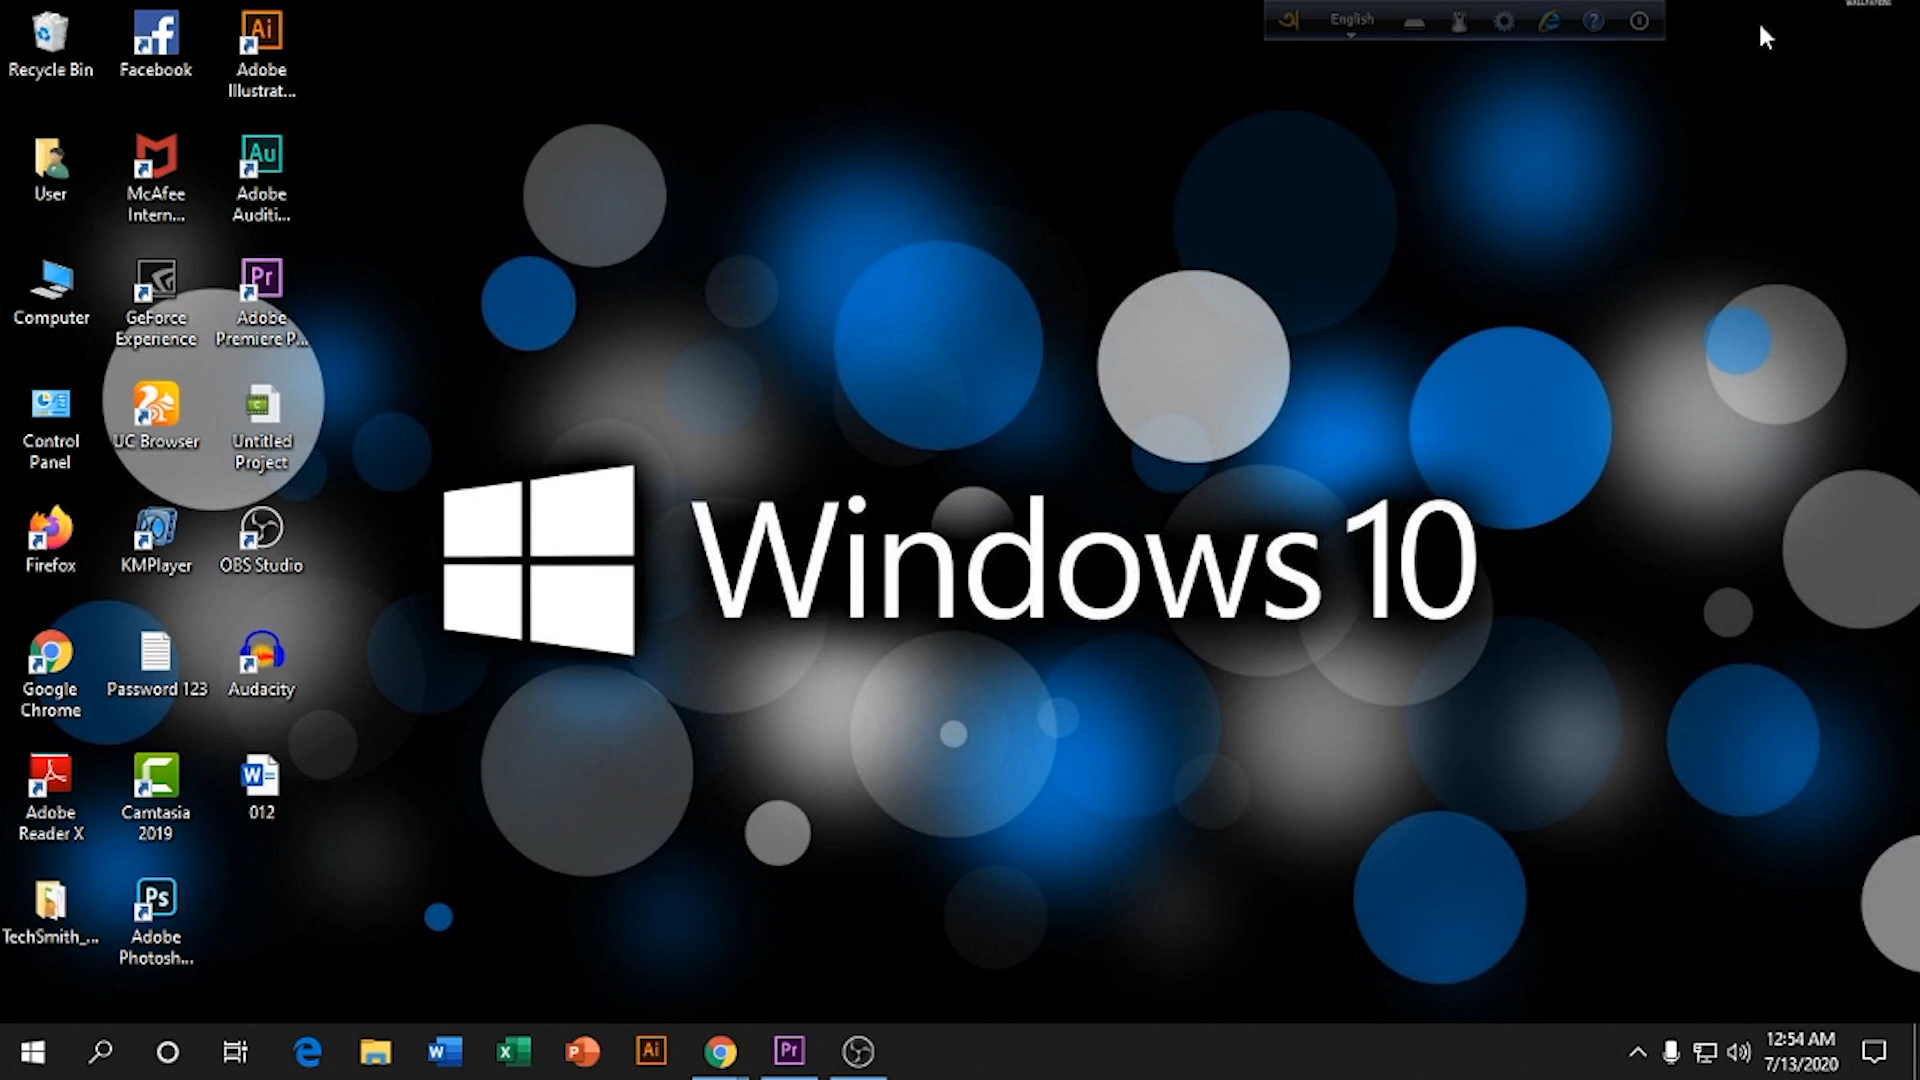 Recycle Bin
Facebook
Adobe
Illustrat...
User
McAfee
Intern...
Adobe
Auditi...
Computer
GeForce
Experience
Adobe
Premiere P...
Control
Panel
UC Browser
Untitled
Project
Firefox
KMPlayer
OBS Studio
Google
Chrome
Password 123
Audacity
Adobe
Reader X
Camtasia
2019
012
TechSmith_...
Adobe
Photosh...
English
Windows 10
12:54 AM
7/13/2020